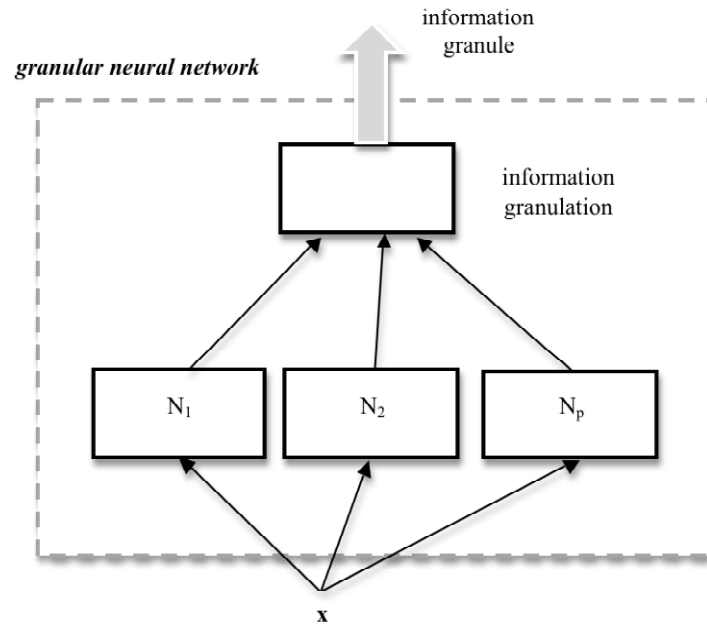 information
granule
granular neural network
information
granulation
N₁
N₂
Nₚ
x